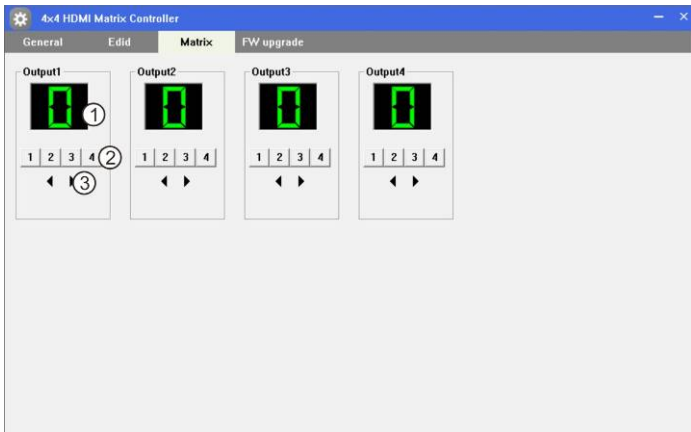 4x4 HDMI Matrix Controller
General Edid Matrix FW upgrade
Output1 Output2 Output3 Output4
0 ① 0 0 0
1 2 3 4 ② 1 2 3 4 1 2 3 4 1 2 3 4
③